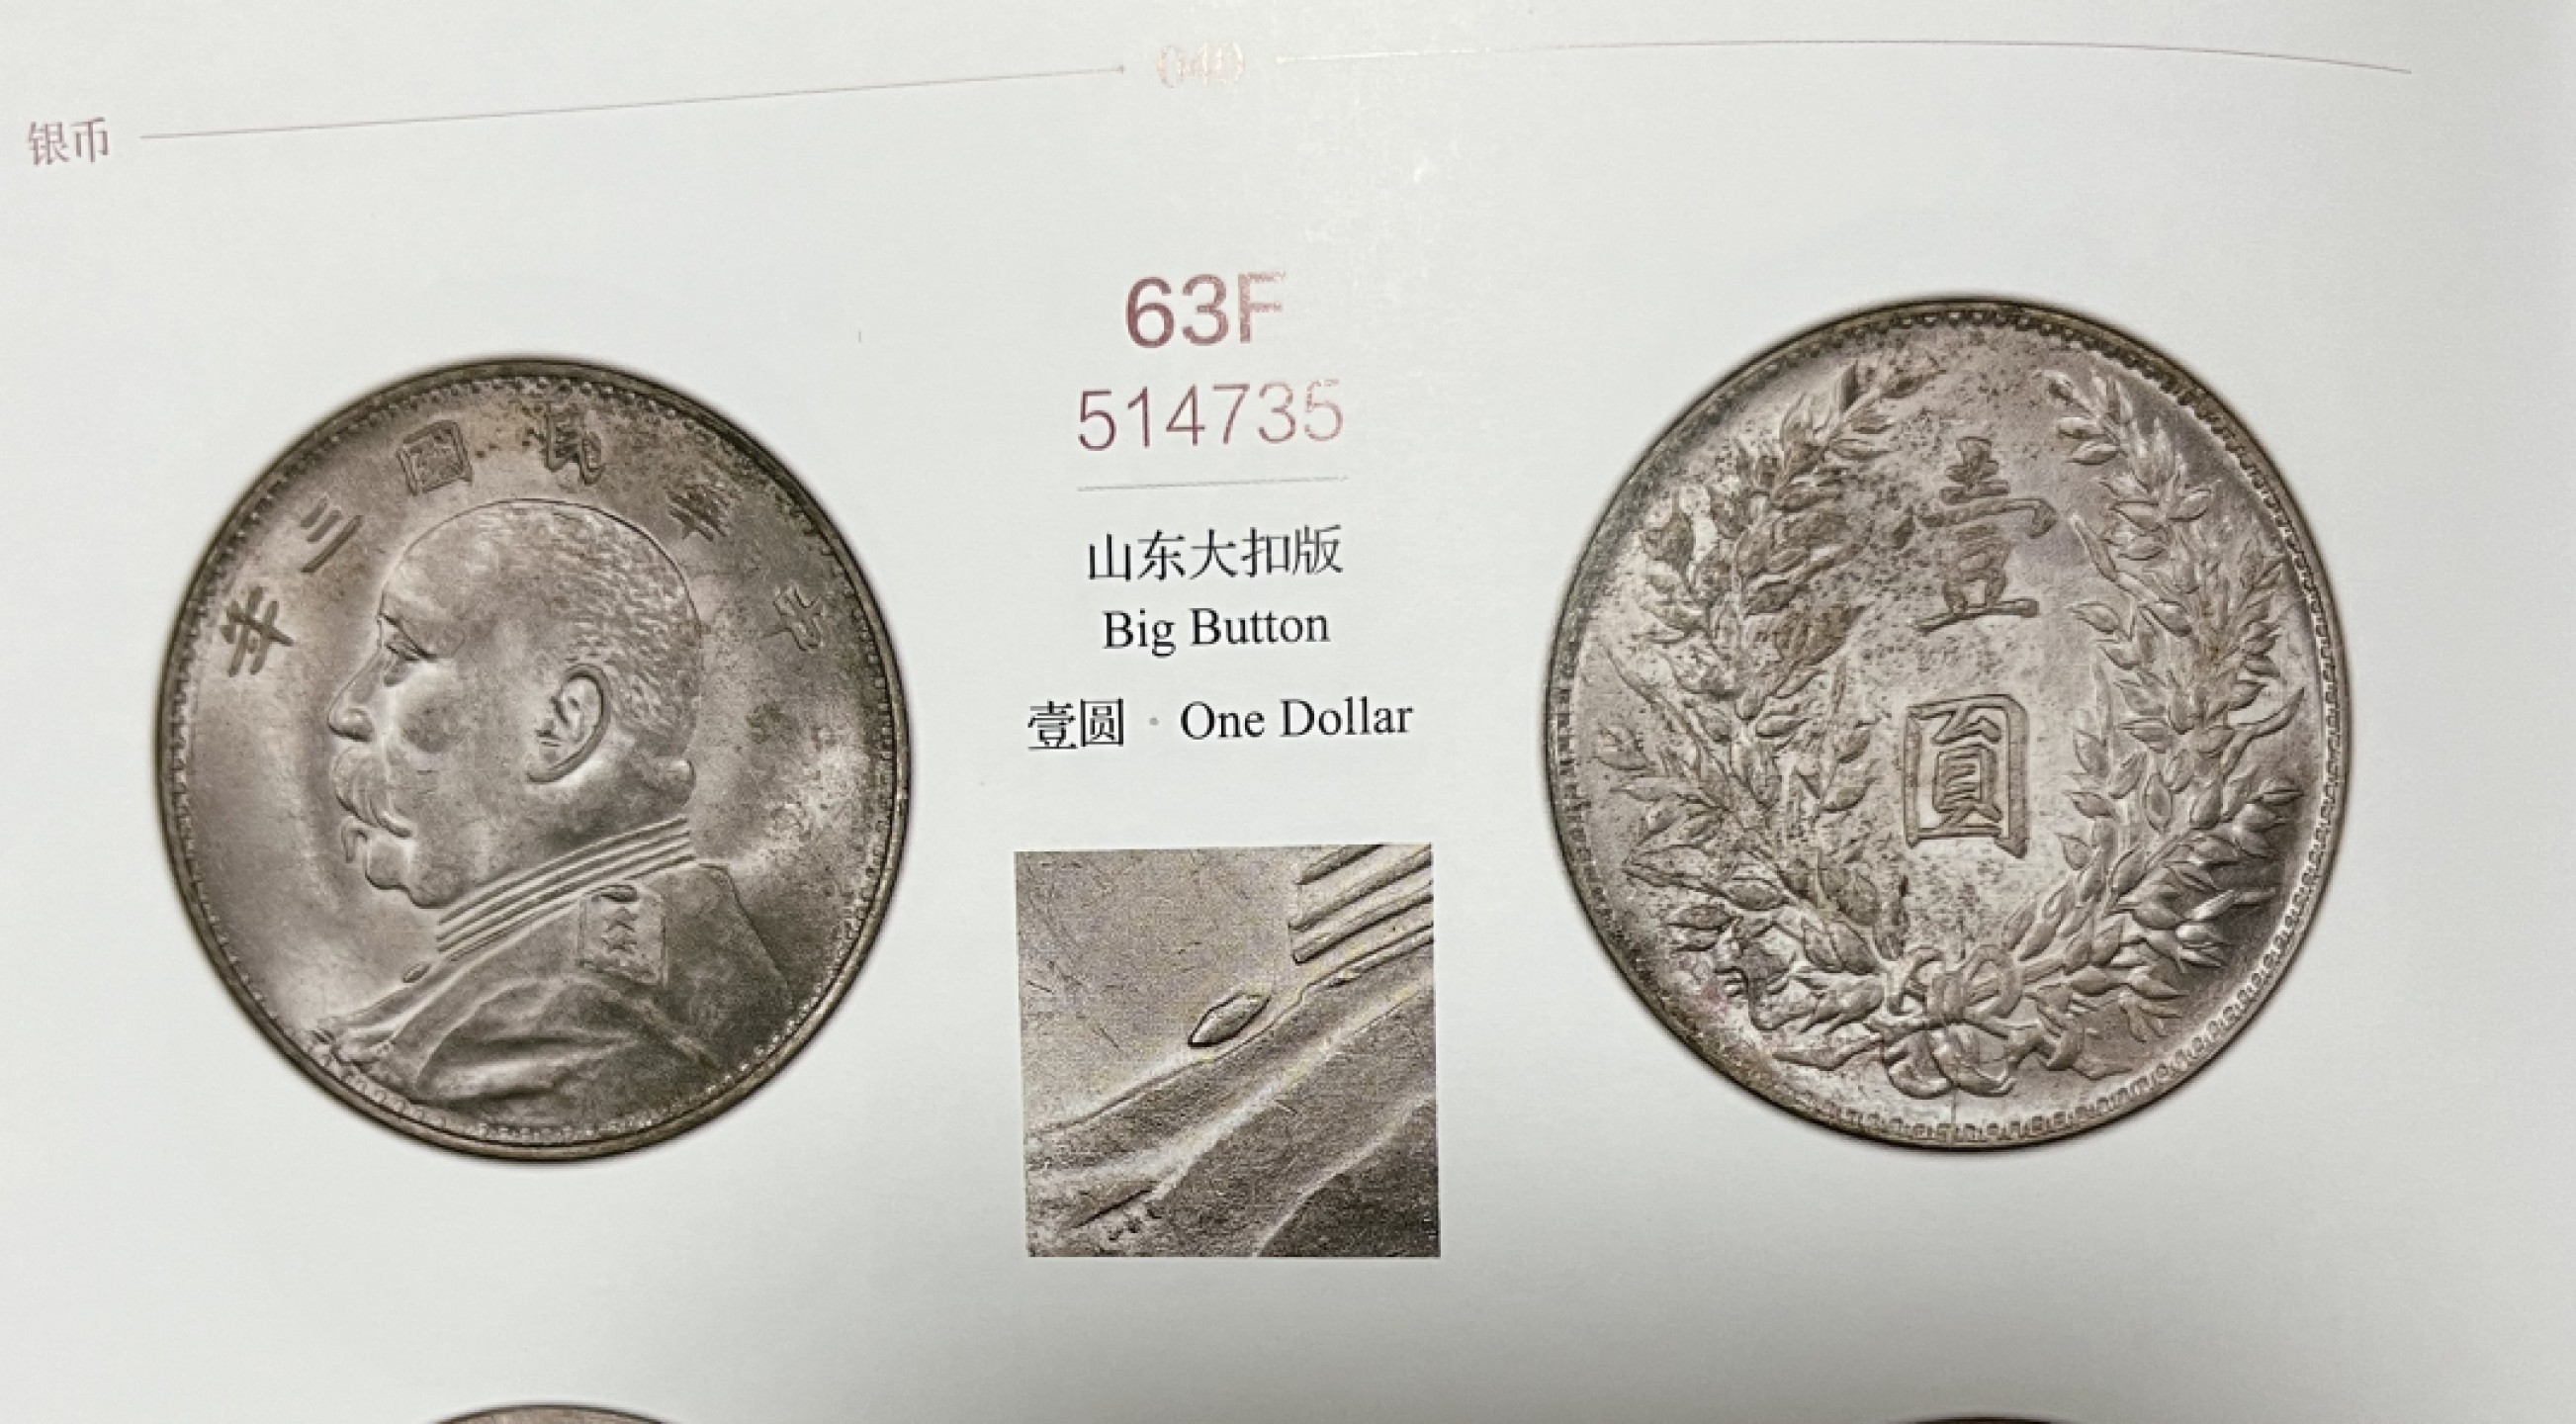 040
银币
63F
514735
山东大扣版
Big Button
壹圆 · One Dollar
中華民國三年
壹
圓